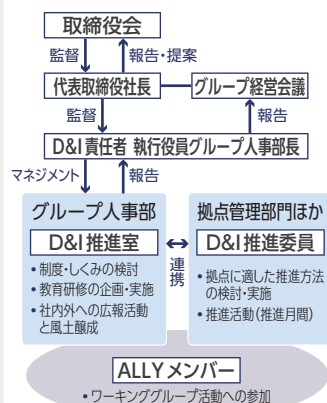 取締役会
監督
報告・提案
代表取締役社長
グループ経営会議
監督
報告
D&I責任者 執行役員グループ人事部長
マネジメント
報告
グループ人事部
D&I推進室
•制度・しくみの検討
•教育研修の企画・実施
•社内外への広報活動
と風土醸成
連携
拠点管理部門ほか
D&I推進委員
•拠点に適した推進方法
の検討・実施
•推進活動(推進月間)
ALLYメンバー
•ワーキンググループ活動への参加